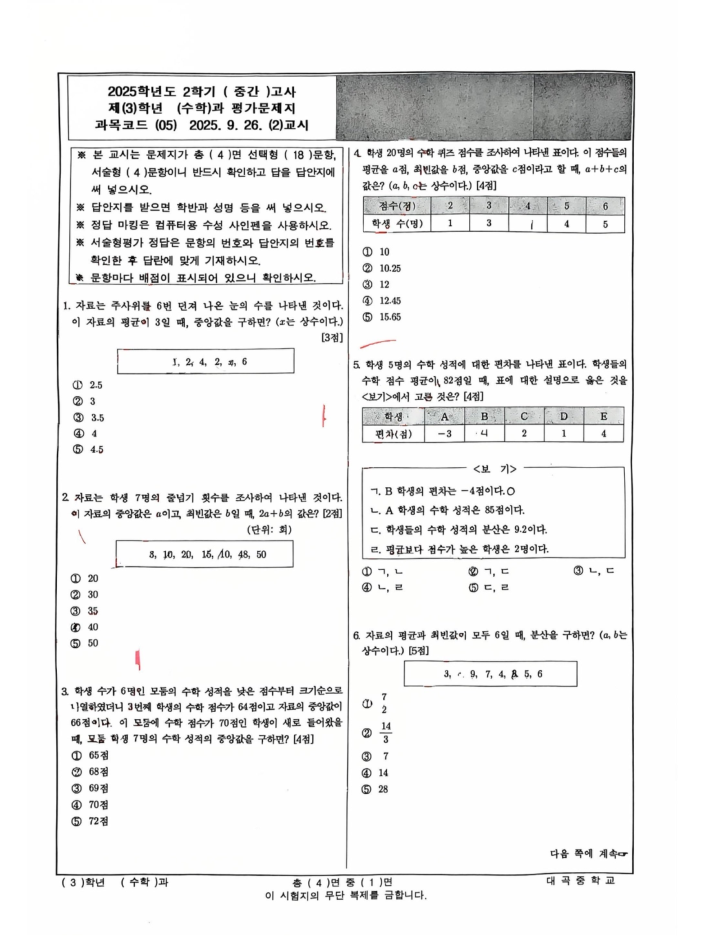 2025학년도 2학기 ( 중간 )고사
제(3)학년 (수학)과 평가문제지
과목코드 (05) 2025. 9. 26. (2)교시
※ 본 교시는 문제지가 총 ( 4 )면 선택형 ( 18 )문항,
서술형 ( 4 )문항이니 반드시 확인하고 답을 답안지에
써 넣으시오.
※ 답안지를 받으면 학반과 성명 등을 써 넣으시오.
※ 정답 마킹은 컴퓨터용 수성 사인펜을 사용하시오.
※ 서술형평가 정답은 문항의 번호와 답안지의 번호를
확인한 후 답란에 맞게 기재하시오.
※ 문항마다 배점이 표시되어 있으니 확인하시오.
1. 자료는 주사위를 6번 던져 나온 눈의 수를 나타낸 것이다.
이 자료의 평균이 3일 때, 중앙값을 구하면? (x는 상수이다.)
[3점]
1, 2, 4, 2, x, 6
① 2.5
② 3
③ 3.5
④ 4
⑤ 4.5
2. 자료는 학생 7명의 줄넘기 횟수를 조사하여 나타낸 것이다.
이 자료의 중앙값은 a이고, 최빈값은 b일 때, 2a+b의 값은? [2점]
(단위: 회)
8, 10, 20, 15, 10, 48, 50
① 20
② 30
③ 35
④ 40
⑤ 50
3. 학생 수가 6명인 모둠의 수학 성적을 낮은 점수부터 크기순으로
나열하였더니 3번째 학생의 수학 점수가 64점이고 자료의 중앙값이
66점이다. 이 모둠에 수학 점수가 70점인 학생이 새로 들어왔을
때, 모둠 학생 7명의 수학 성적의 중앙값을 구하면? [4점]
① 65점
② 68점
③ 69점
④ 70점
⑤ 72점
4. 학생 20명의 수학 퀴즈 점수를 조사하여 나타낸 표이다. 이 점수들의
평균을 a점, 최빈값을 b점, 중앙값을 c점이라고 할 때, a+b+c의
값은? (a, b, c는 상수이다.) [4점]
점수(점) 2 3 4 5 6
학생 수(명) 1 3 4 5
① 10
② 10.25
③ 12
④ 12.45
⑤ 15.65
5. 학생 5명의 수학 성적에 대한 편차를 나타낸 표이다. 학생들의
수학 점수 평균이 82점일 때, 표에 대한 설명으로 옳은 것을
<보기>에서 고른 것은? [4점]
학생 A B C D E
편차(점) −3 -4 2 1 4
<보 기>
ㄱ. B 학생의 편차는 −4점이다. O
ㄴ. A 학생의 수학 성적은 85점이다.
ㄷ. 학생들의 수학 성적의 분산은 9.2이다.
ㄹ. 평균보다 점수가 높은 학생은 2명이다.
① ㄱ, ㄴ ② ㄱ, ㄷ ③ ㄴ, ㄷ
④ ㄴ, ㄹ ⑤ ㄷ, ㄹ
6. 자료의 평균과 최빈값이 모두 6일 때, 분산을 구하면? (a, b는
상수이다.) [5점]
3, 9, 7, 4, 5, 6
① 7/2
② 14/3
③ 7
④ 14
⑤ 28
다음 쪽에 계속☞
( 3 )학년 ( 수학 )과
총 ( 4 )면 중 ( 1 )면
대 곡 중 학 교
이 시험지의 무단 복제를 금합니다.